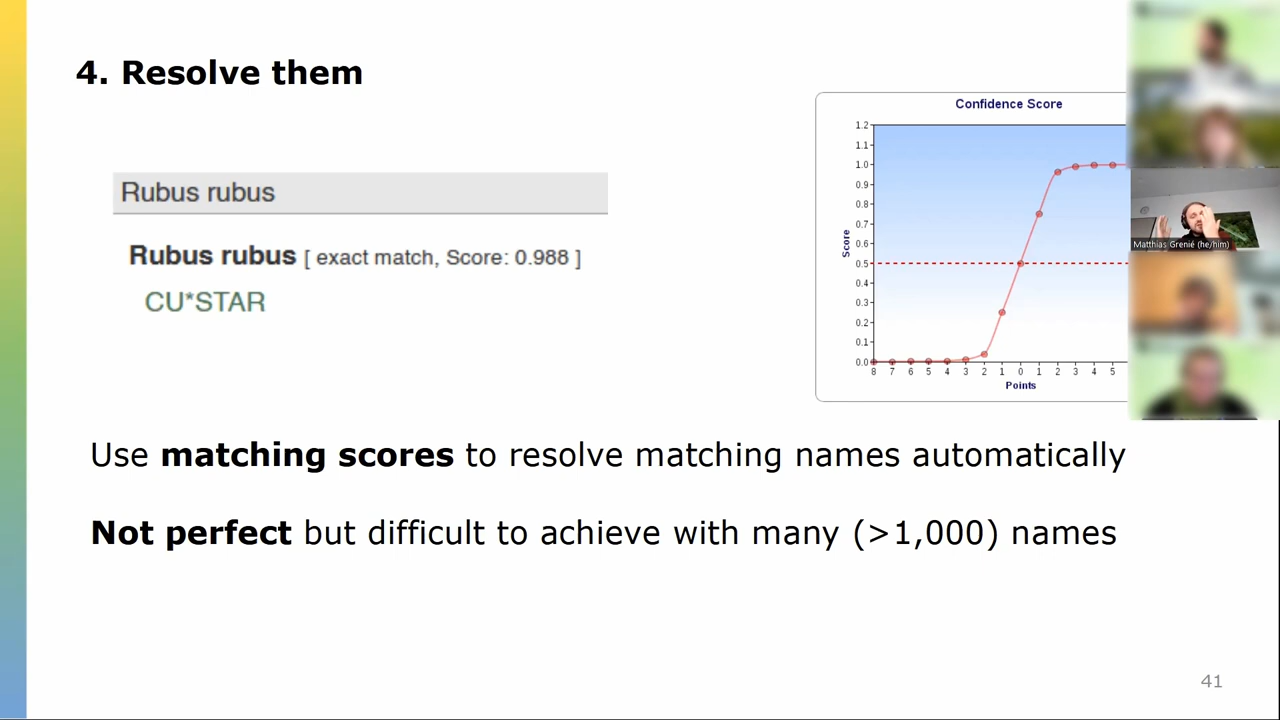 4. Resolve them
Rubus rubus
Rubus rubus [ exact match, Score: 0.988 ]
CU*STAR
Confidence Score
1.2
1.1
1.0
0.9
0.8
0.7
0.6
0.5
0.4
0.3
0.2
0.1
0.0
Score
8 7 6 5 4 3 2 1 0 1 2 3 4 5
Points
Matthias Grenié (he/him)
Use matching scores to resolve matching names automatically
Not perfect but difficult to achieve with many (>1,000) names
41